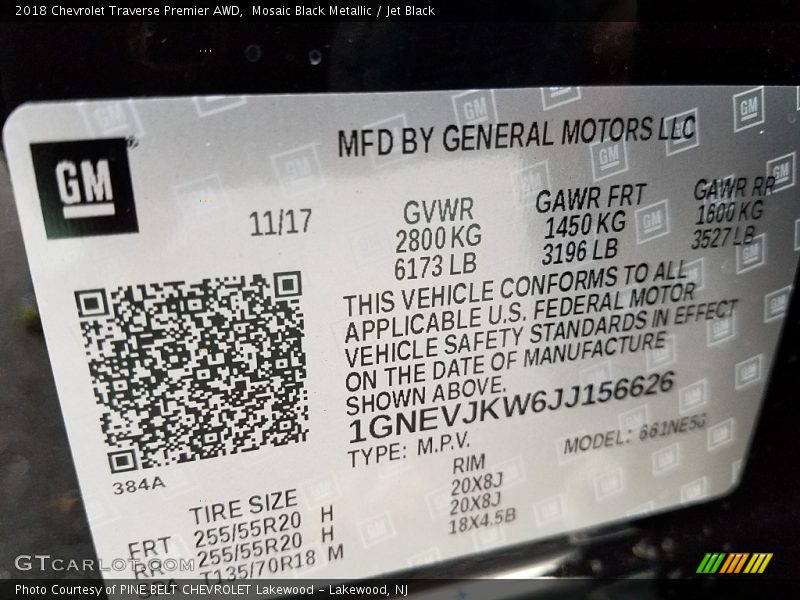 2018 Chevrolet Traverse Premier AWD, Mosaic Black Metallic / Jet Black
GM
MFD BY GENERAL MOTORS LLC
11/17
GVWR
2800 KG
6173 LB
GAWR FRT
1450 KG
3196 LB
GAWR RR
1600 KG
3527 LB
THIS VEHICLE CONFORMS TO ALL
APPLICABLE U.S. FEDERAL MOTOR
VEHICLE SAFETY STANDARDS IN EFFECT
ON THE DATE OF MANUFACTURE
SHOWN ABOVE.
1GNEVJKW6JJ156626
TYPE: M.P.V.
MODEL: 661NE56
384A
TIRE SIZE
RIM
FRT 255/55R20 H 20X8J
RR 255/55R20 H 20X8J
T135/70R18 M 18X4.5B
GTcarlot.com
Photo Courtesy of PINE BELT CHEVROLET Lakewood - Lakewood, NJ